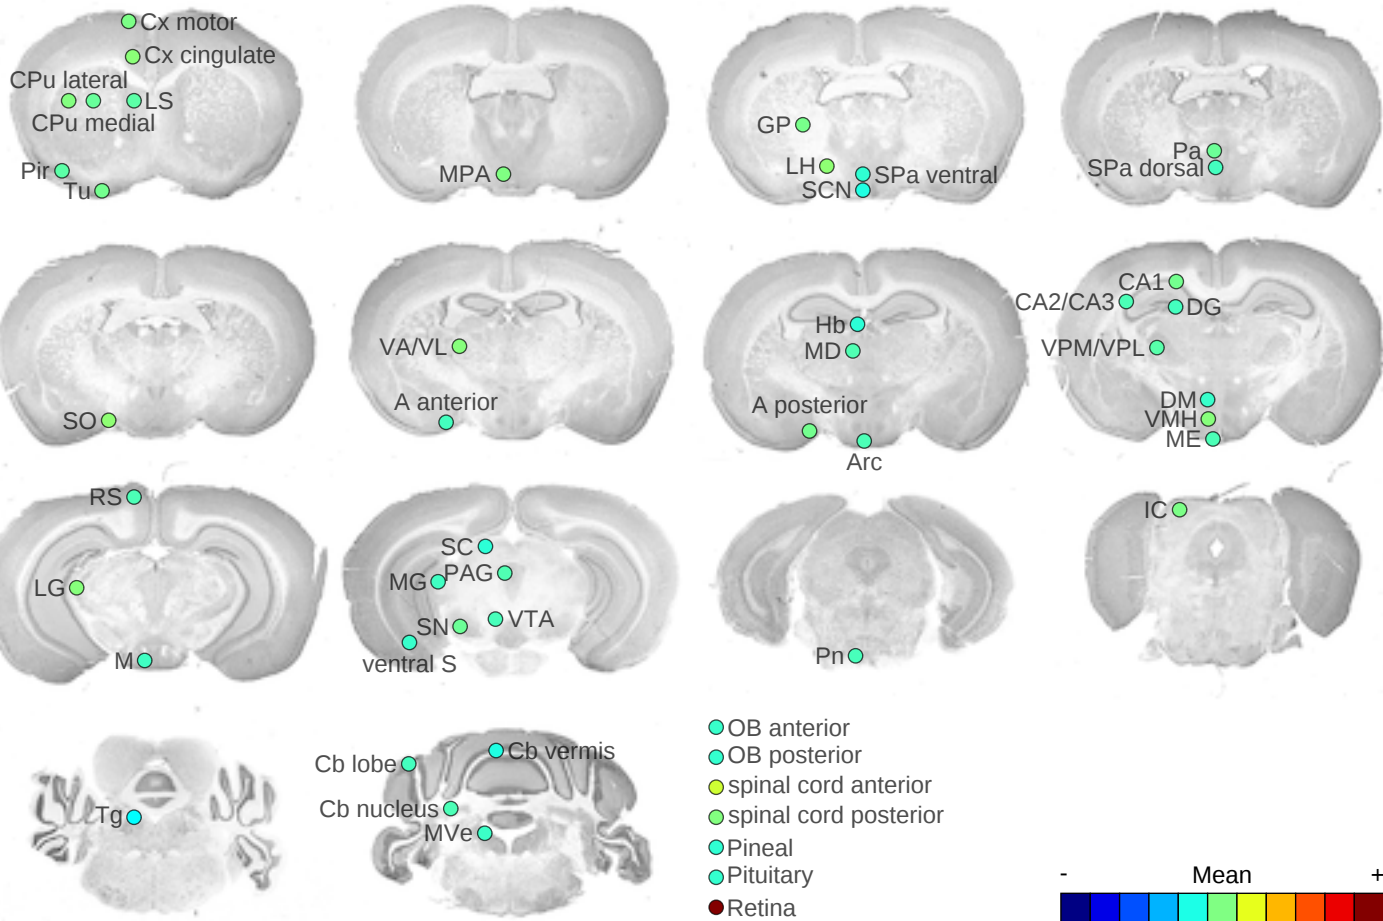 Cx motor
Cx cingulate
CPu lateral
LS
CPu medial
Pir
Tu
MPA
GP
LH
SPa ventral
SCN
Pa
SPa dorsal
SO
VA/VL
A anterior
Hb
MD
A posterior
Arc
CA1
CA2/CA3
DG
VPM/VPL
DM
VMH
ME
RS
LG
M
SC
PAG
MG
VTA
SN
ventral S
Pn
IC
Tg
Cb lobe
Cb vermis
Cb nucleus
MVe
OB anterior
OB posterior
spinal cord anterior
spinal cord posterior
Pineal
Pituitary
Retina
- Mean +